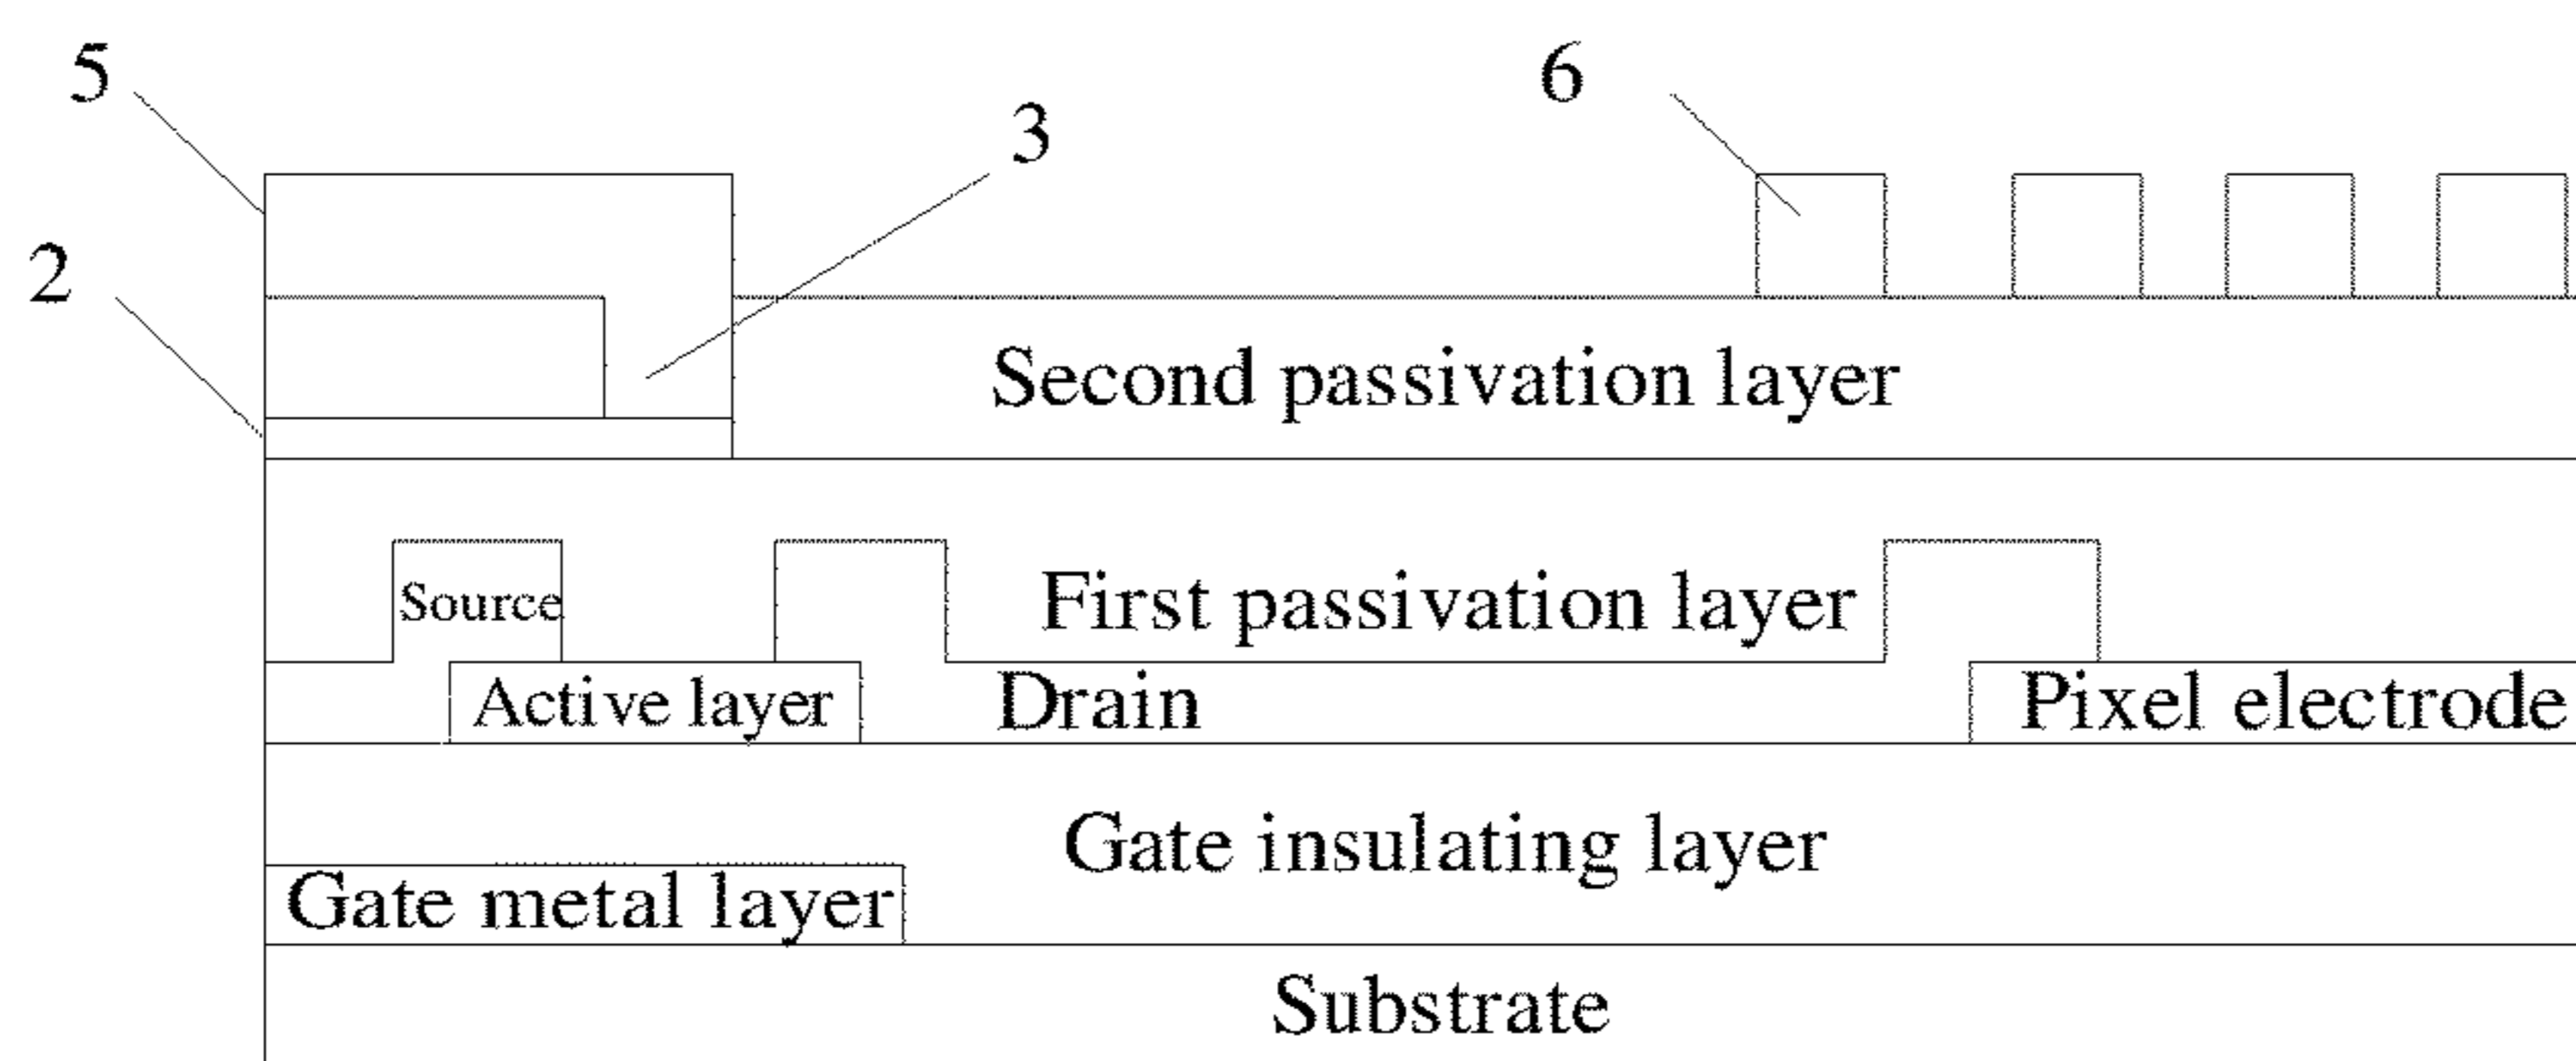 5
6
3
2
Second passivation layer
Source
First passivation layer
Active layer
Drain
Pixel electrode
Gate insulating layer
Gate metal layer
Substrate